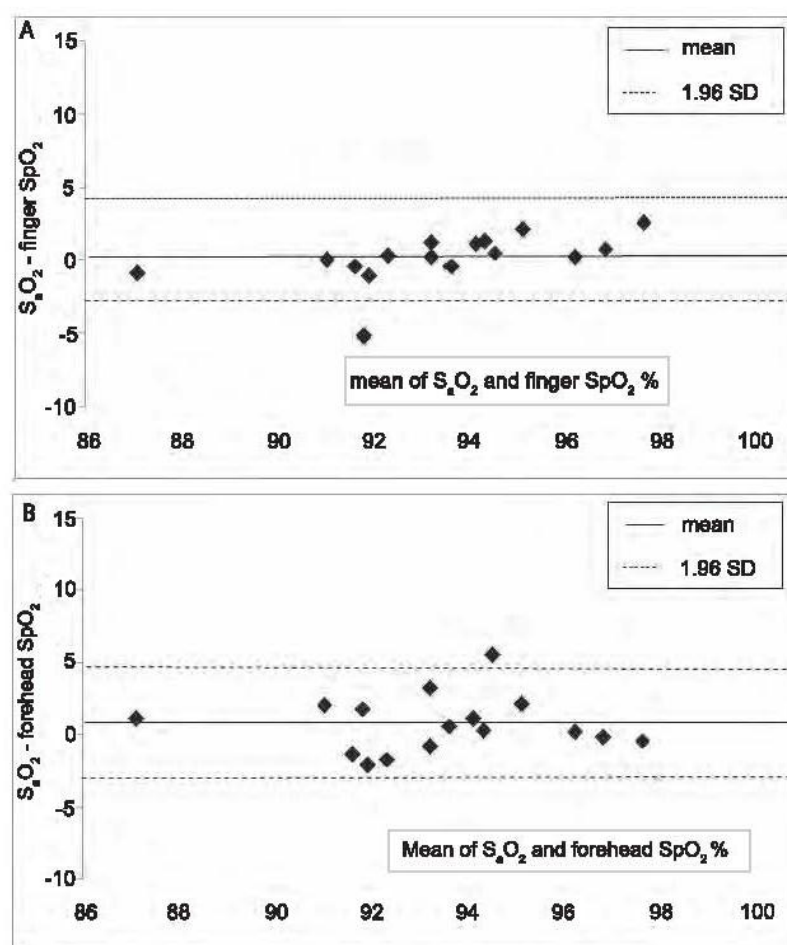 A
15
mean
1.96 SD
10
5
0
-5
-10
SaO2 - finger SpO2
mean of SaO2 and finger SpO2 %
86 88 90 92 94 96 98 100
B
15
mean
1.96 SD
10
5
0
-5
-10
SaO2 - forehead SpO2
Mean of SaO2 and forehead SpO2 %
86 88 90 92 94 96 98 100